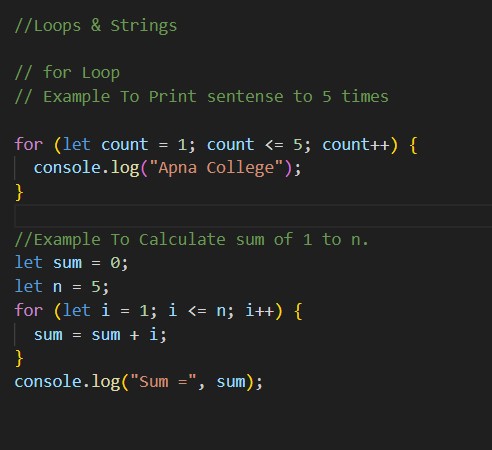 //Loops & Strings
// for Loop
// Example To Print sentense to 5 times
for (let count = 1; count <= 5; count++) {
  console.log("Apna College");
}
//Example To Calculate sum of 1 to n.
let sum = 0;
let n = 5;
for (let i = 1; i <= n; i++) {
  sum = sum + i;
}
console.log("Sum =", sum);